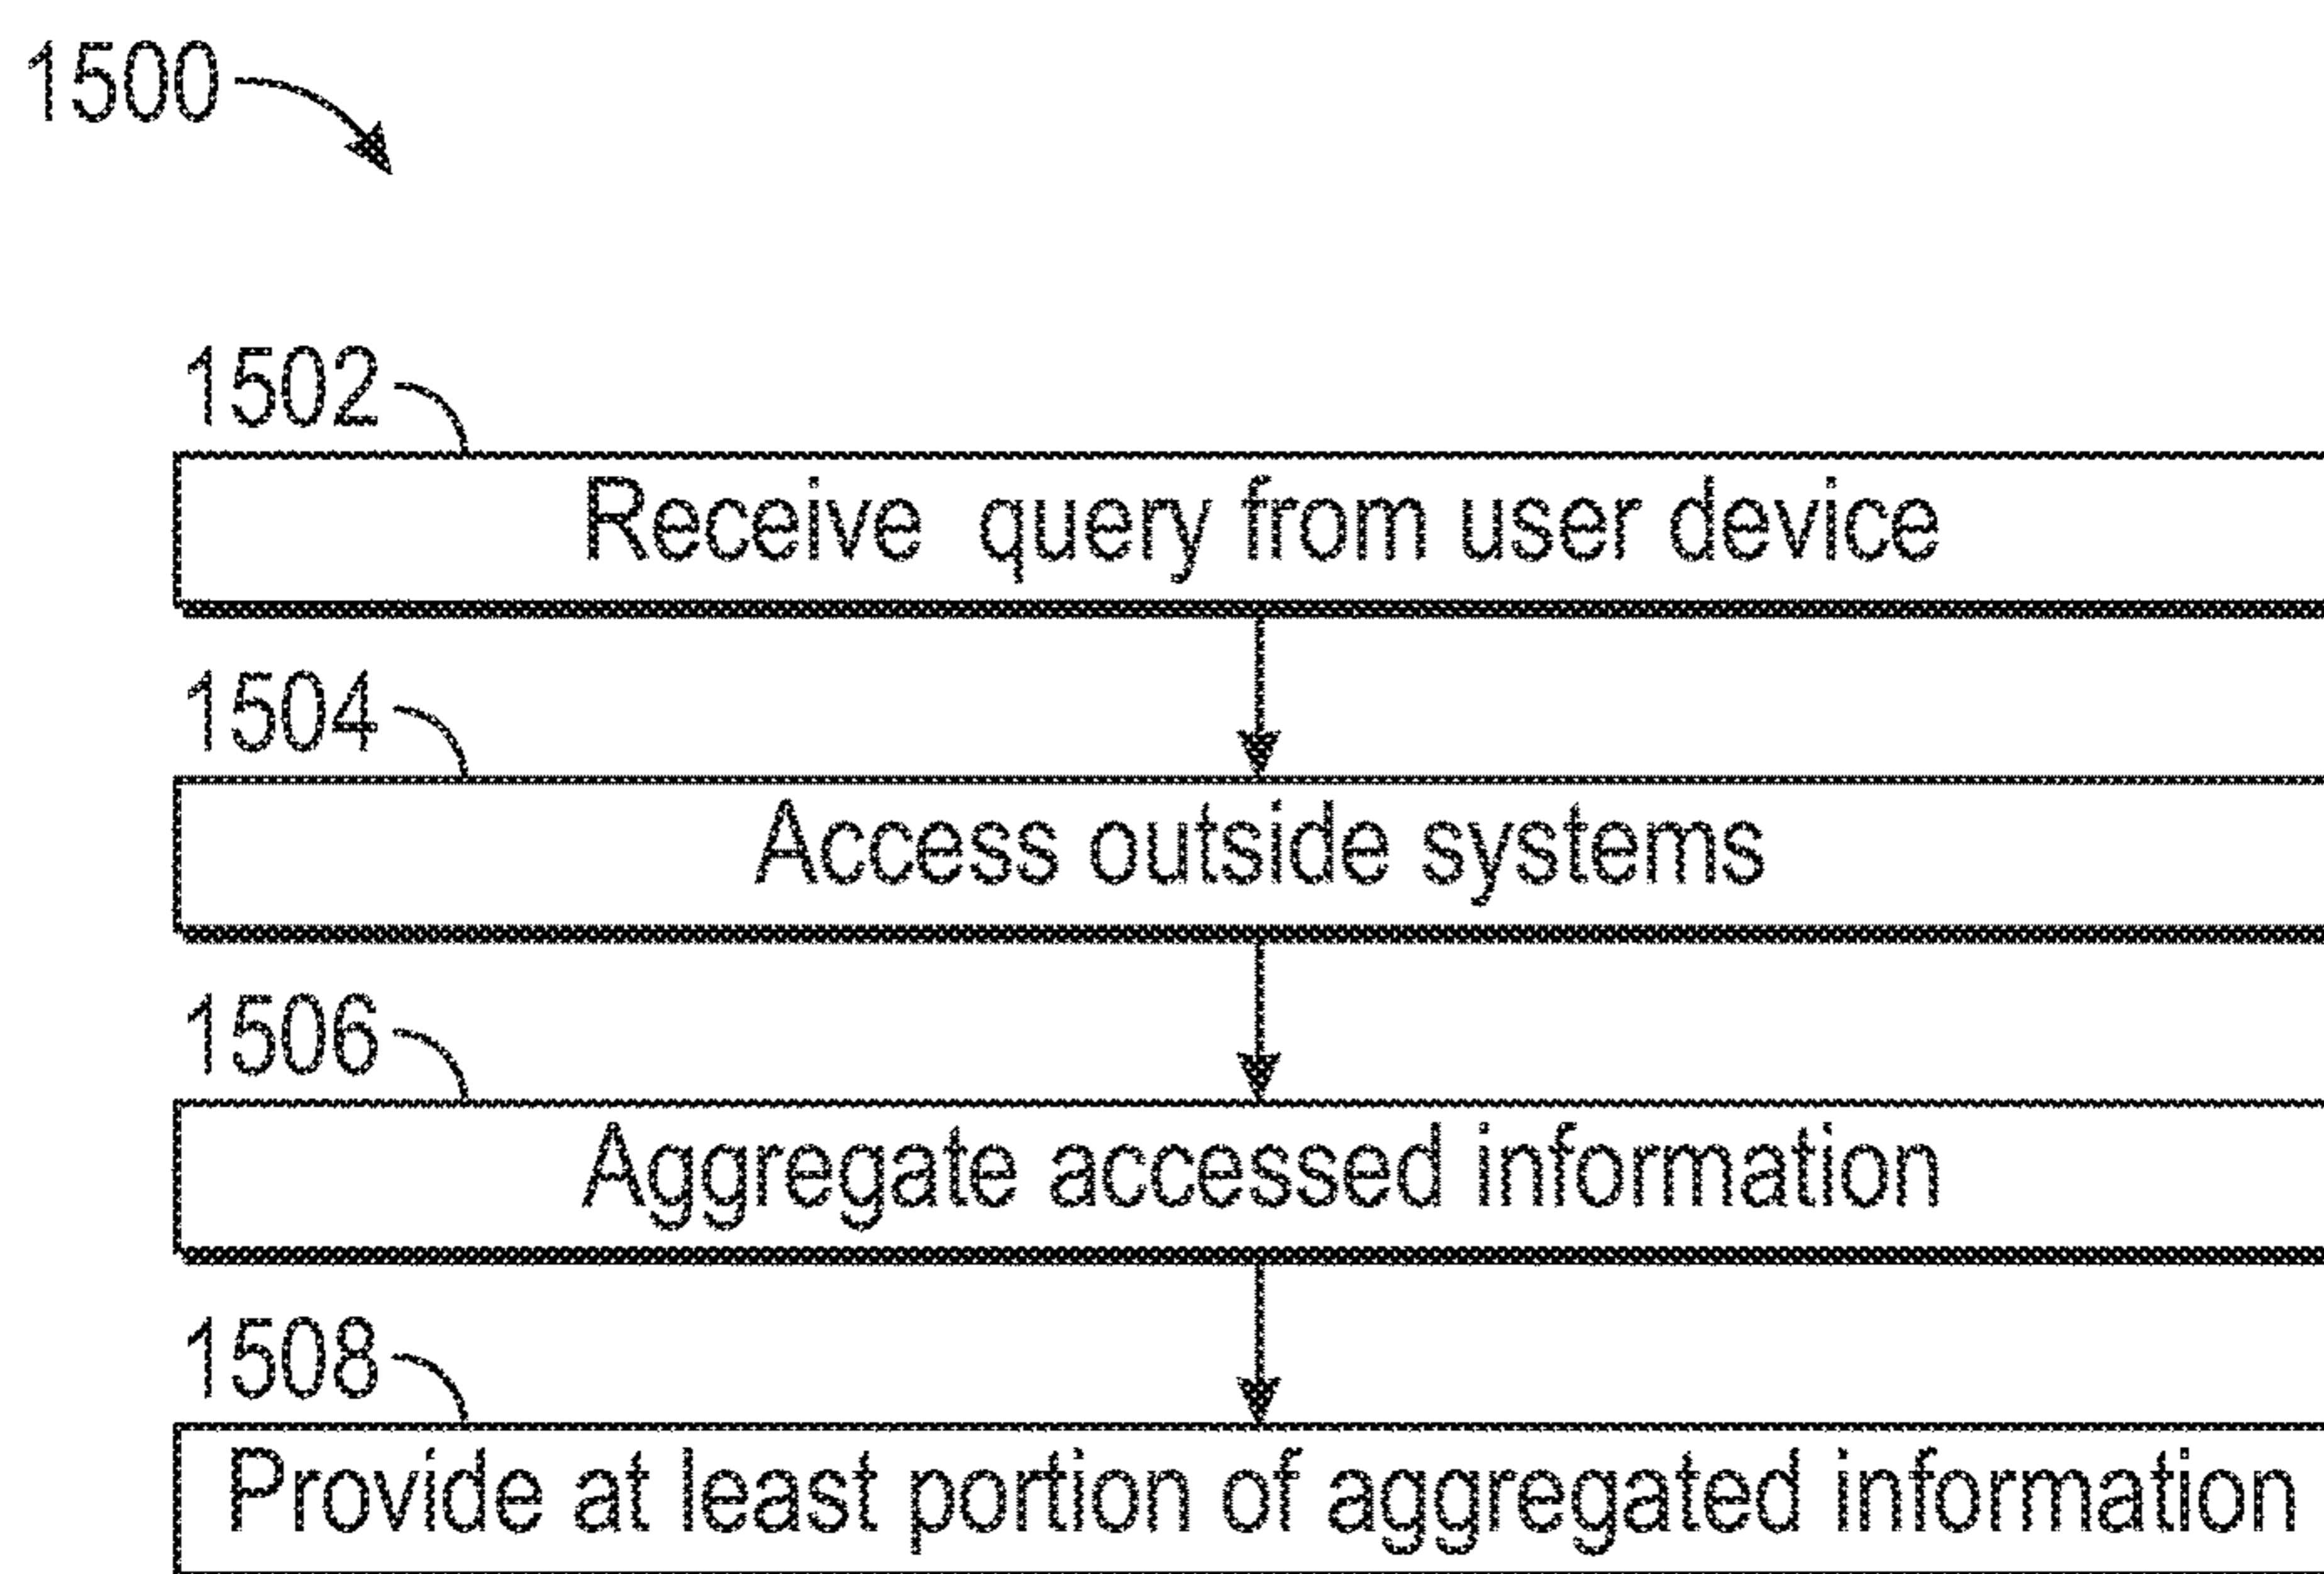 1500
1502
Receive query from user device
1504
Access outside systems
1506
Aggregate accessed information
1508
Provide at least portion of aggregated information